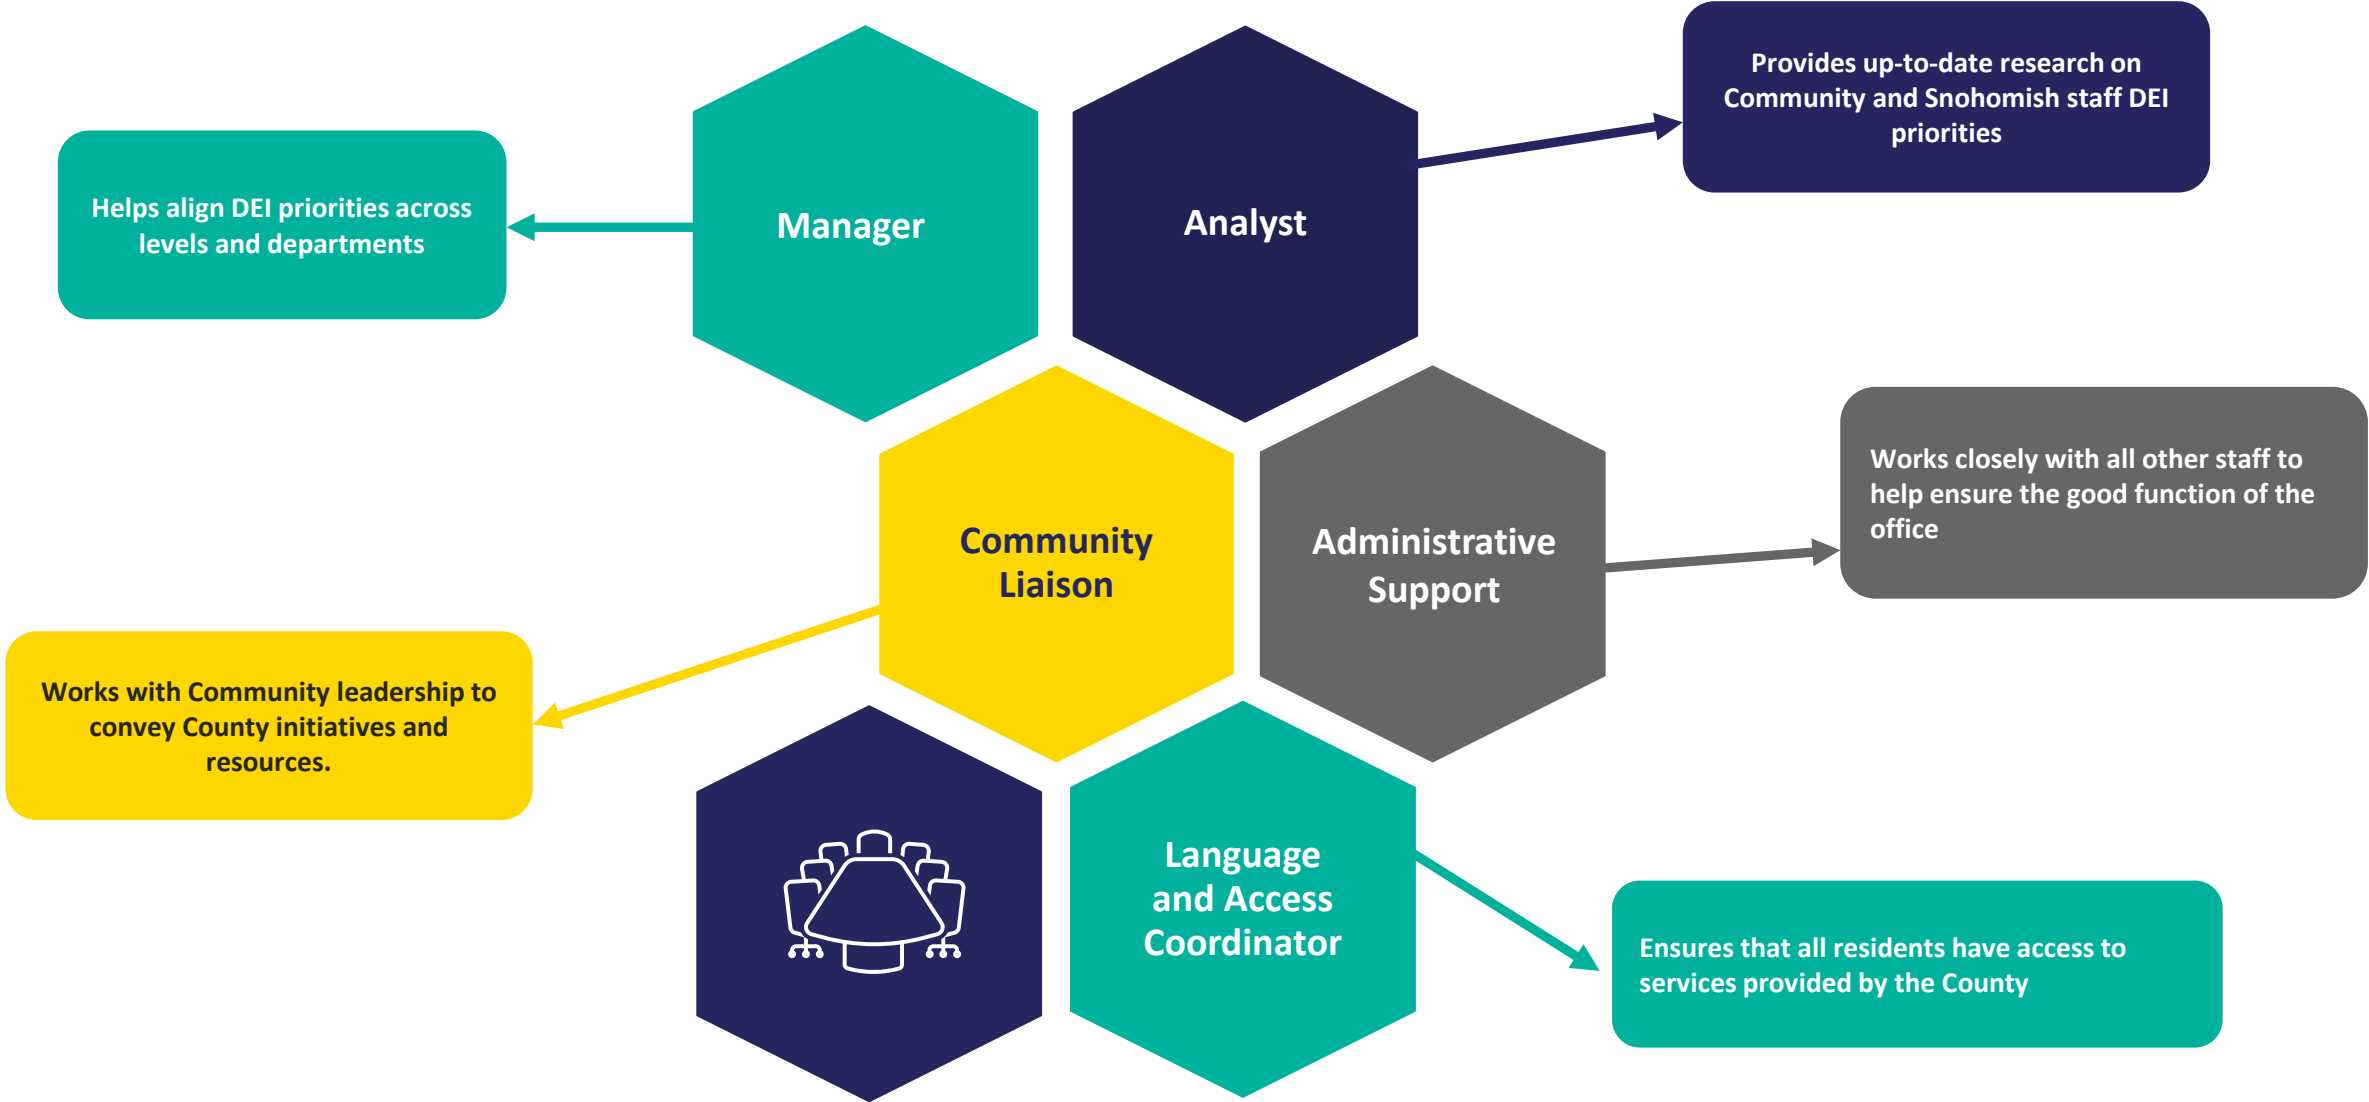 Provides up-to-date research on
Community and Snohomish staff DEI
priorities
Helps align DEI priorities across
levels and departments
Manager
Analyst
Works closely with all other staff to
help ensure the good function of the
office
Community
Liaison
Administrative
Support
Works with Community leadership to
convey County initiatives and
resources.
Language
and Access
Coordinator
Ensures that all residents have access to
services provided by the County